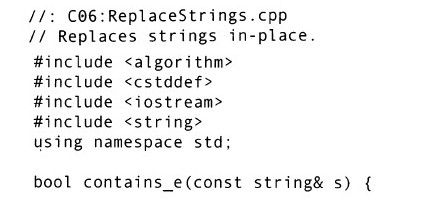 //: C06:ReplaceStrings.cpp
// Replaces strings in-place.
#include <algorithm>
#include <cstddef>
#include <iostream>
#include <string>
using namespace std;
bool contains_e(const string& s) {